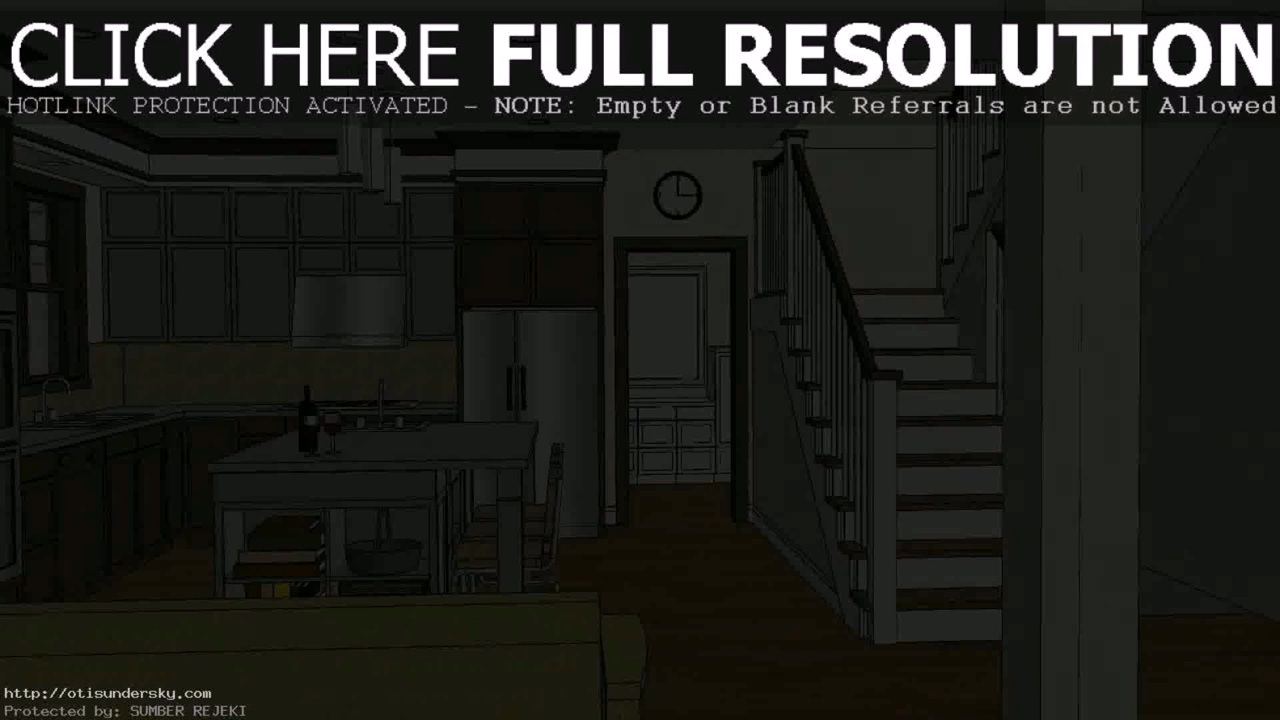 CLICK HERE FULL RESOLUTION
HOTLINK PROTECTION ACTIVATED - NOTE: Empty or Blank Referrals are not Allowed
http://otisundersky.com
Protected by: SUMBER REJEKI